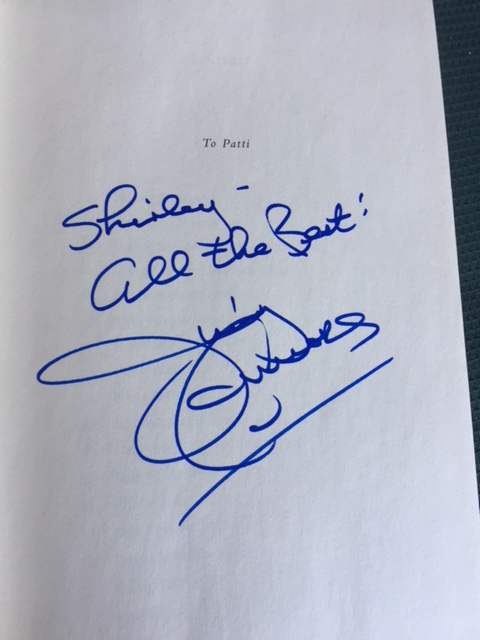 To Patti
Shirley -
All the Best!